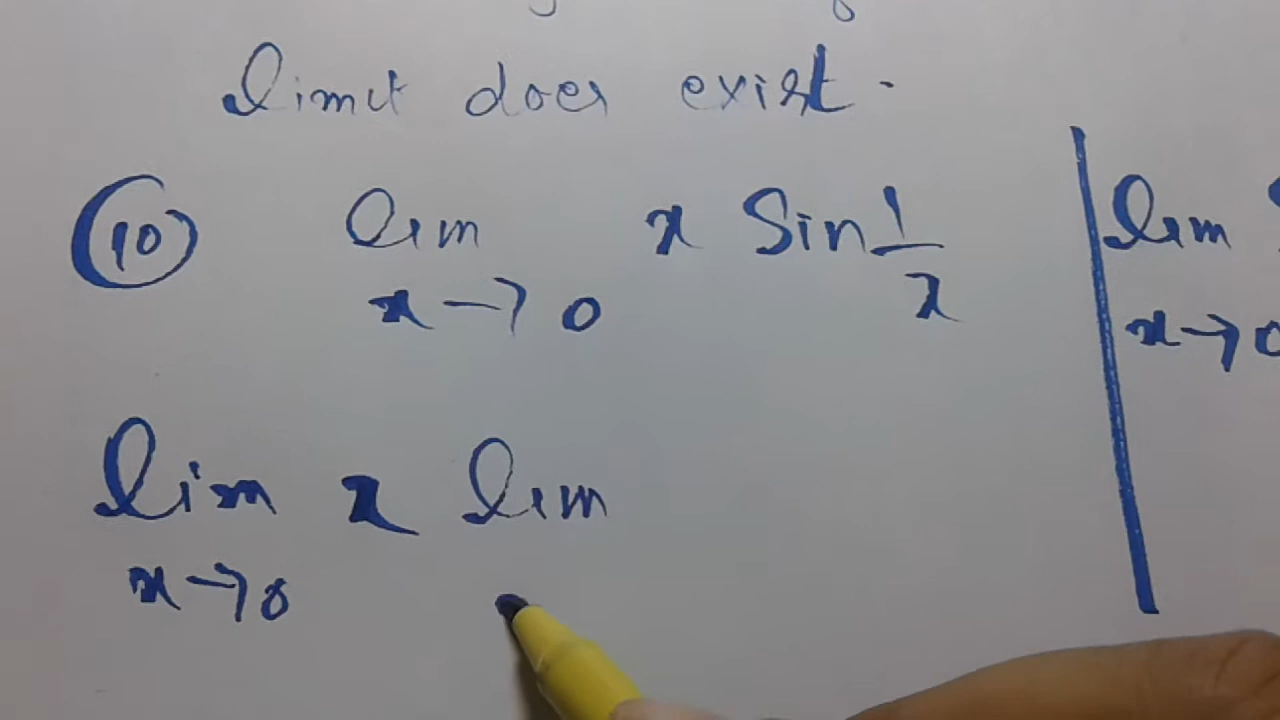 limit does exist.
(10) lim x→0 x Sin 1/x
lim x→0
lim x→0 x lim